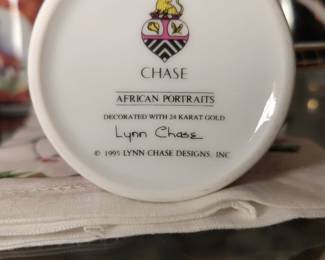 CHASE
AFRICAN PORTRAITS
DECORATED WITH 24 KARAT GOLD
Lynn Chase
© 1995 LYNN CHASE DESIGNS, INC